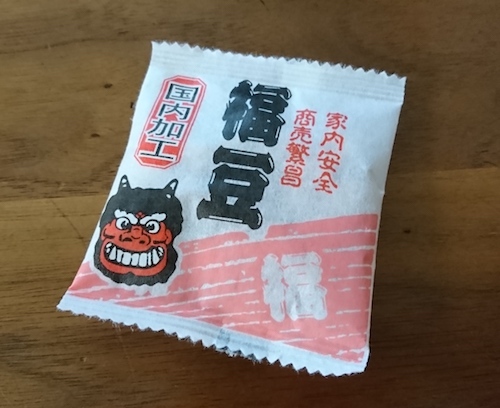 家内安全
商売繁昌
福豆
国内加工
福